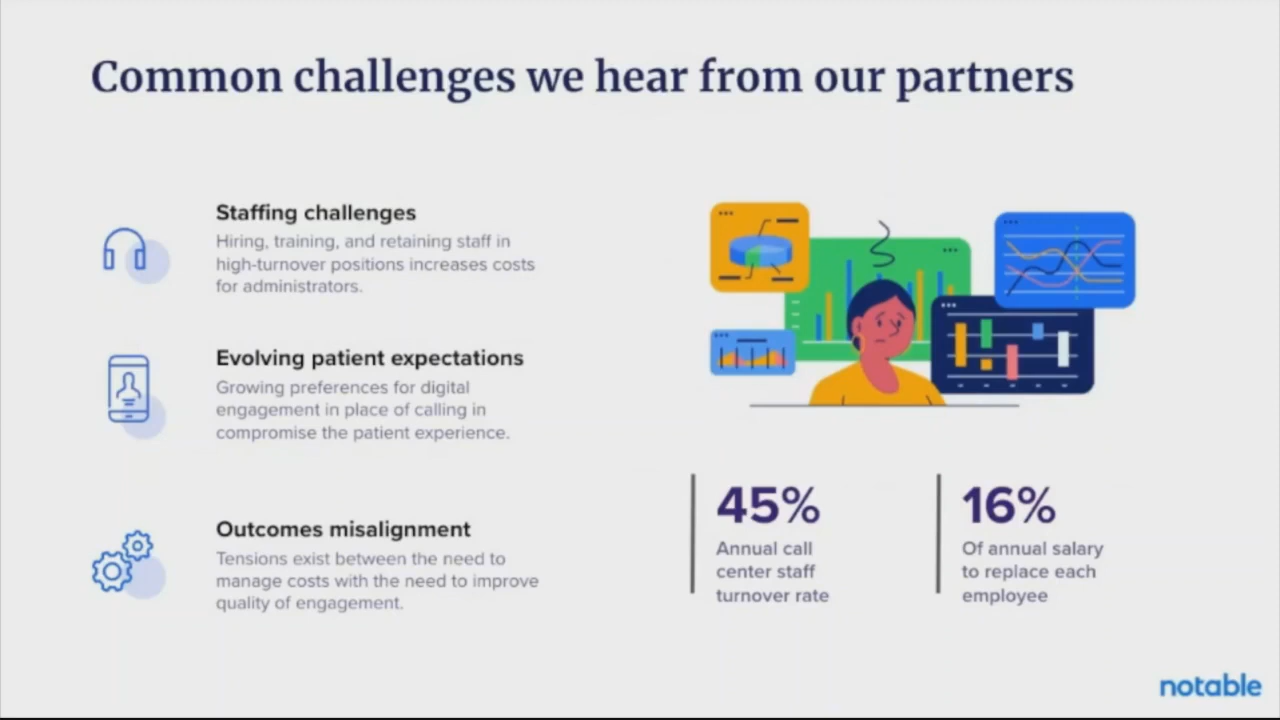 Common challenges we hear from our partners
Staffing challenges
Hiring, training, and retaining staff in
high-turnover positions increases costs
for administrators.
Evolving patient expectations
Growing preferences for digital
engagement in place of calling in
compromise the patient experience.
Outcomes misalignment
Tensions exist between the need to
manage costs with the need to improve
quality of engagement.
45%
Annual call
center staff
turnover rate
16%
Of annual salary
to replace each
employee
notable